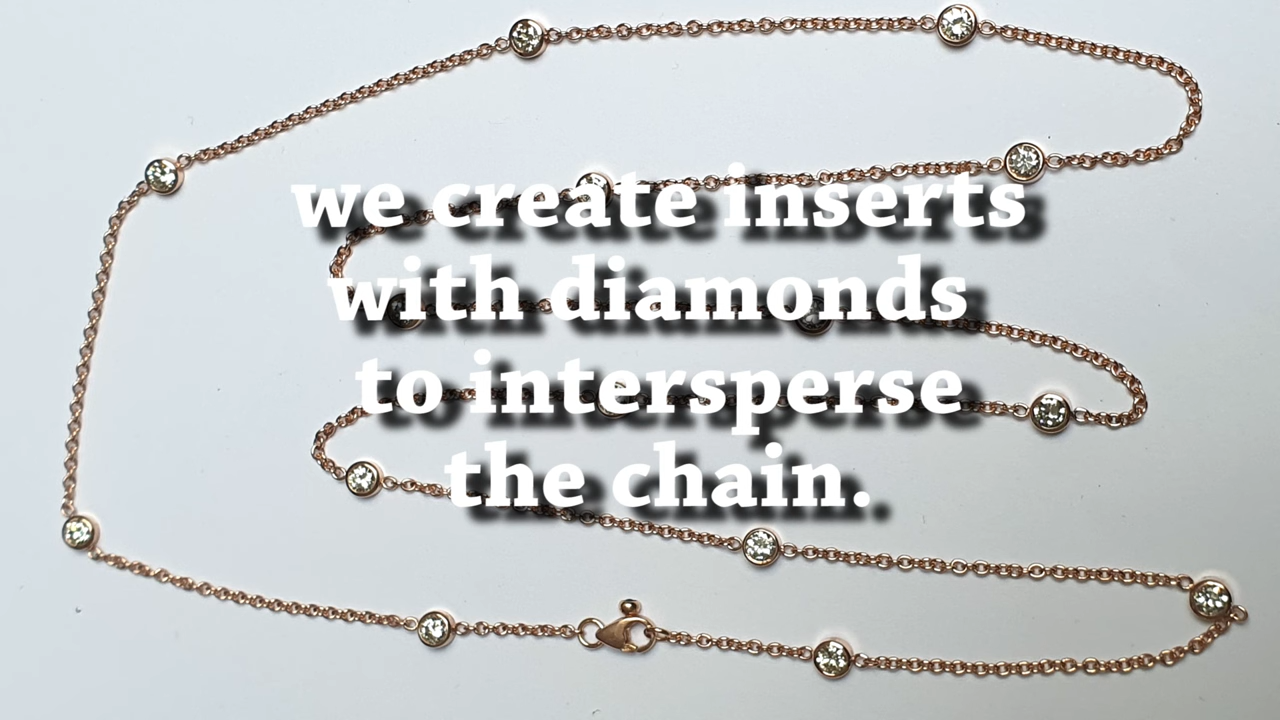 we create inserts
with diamonds
to intersperse
the chain.